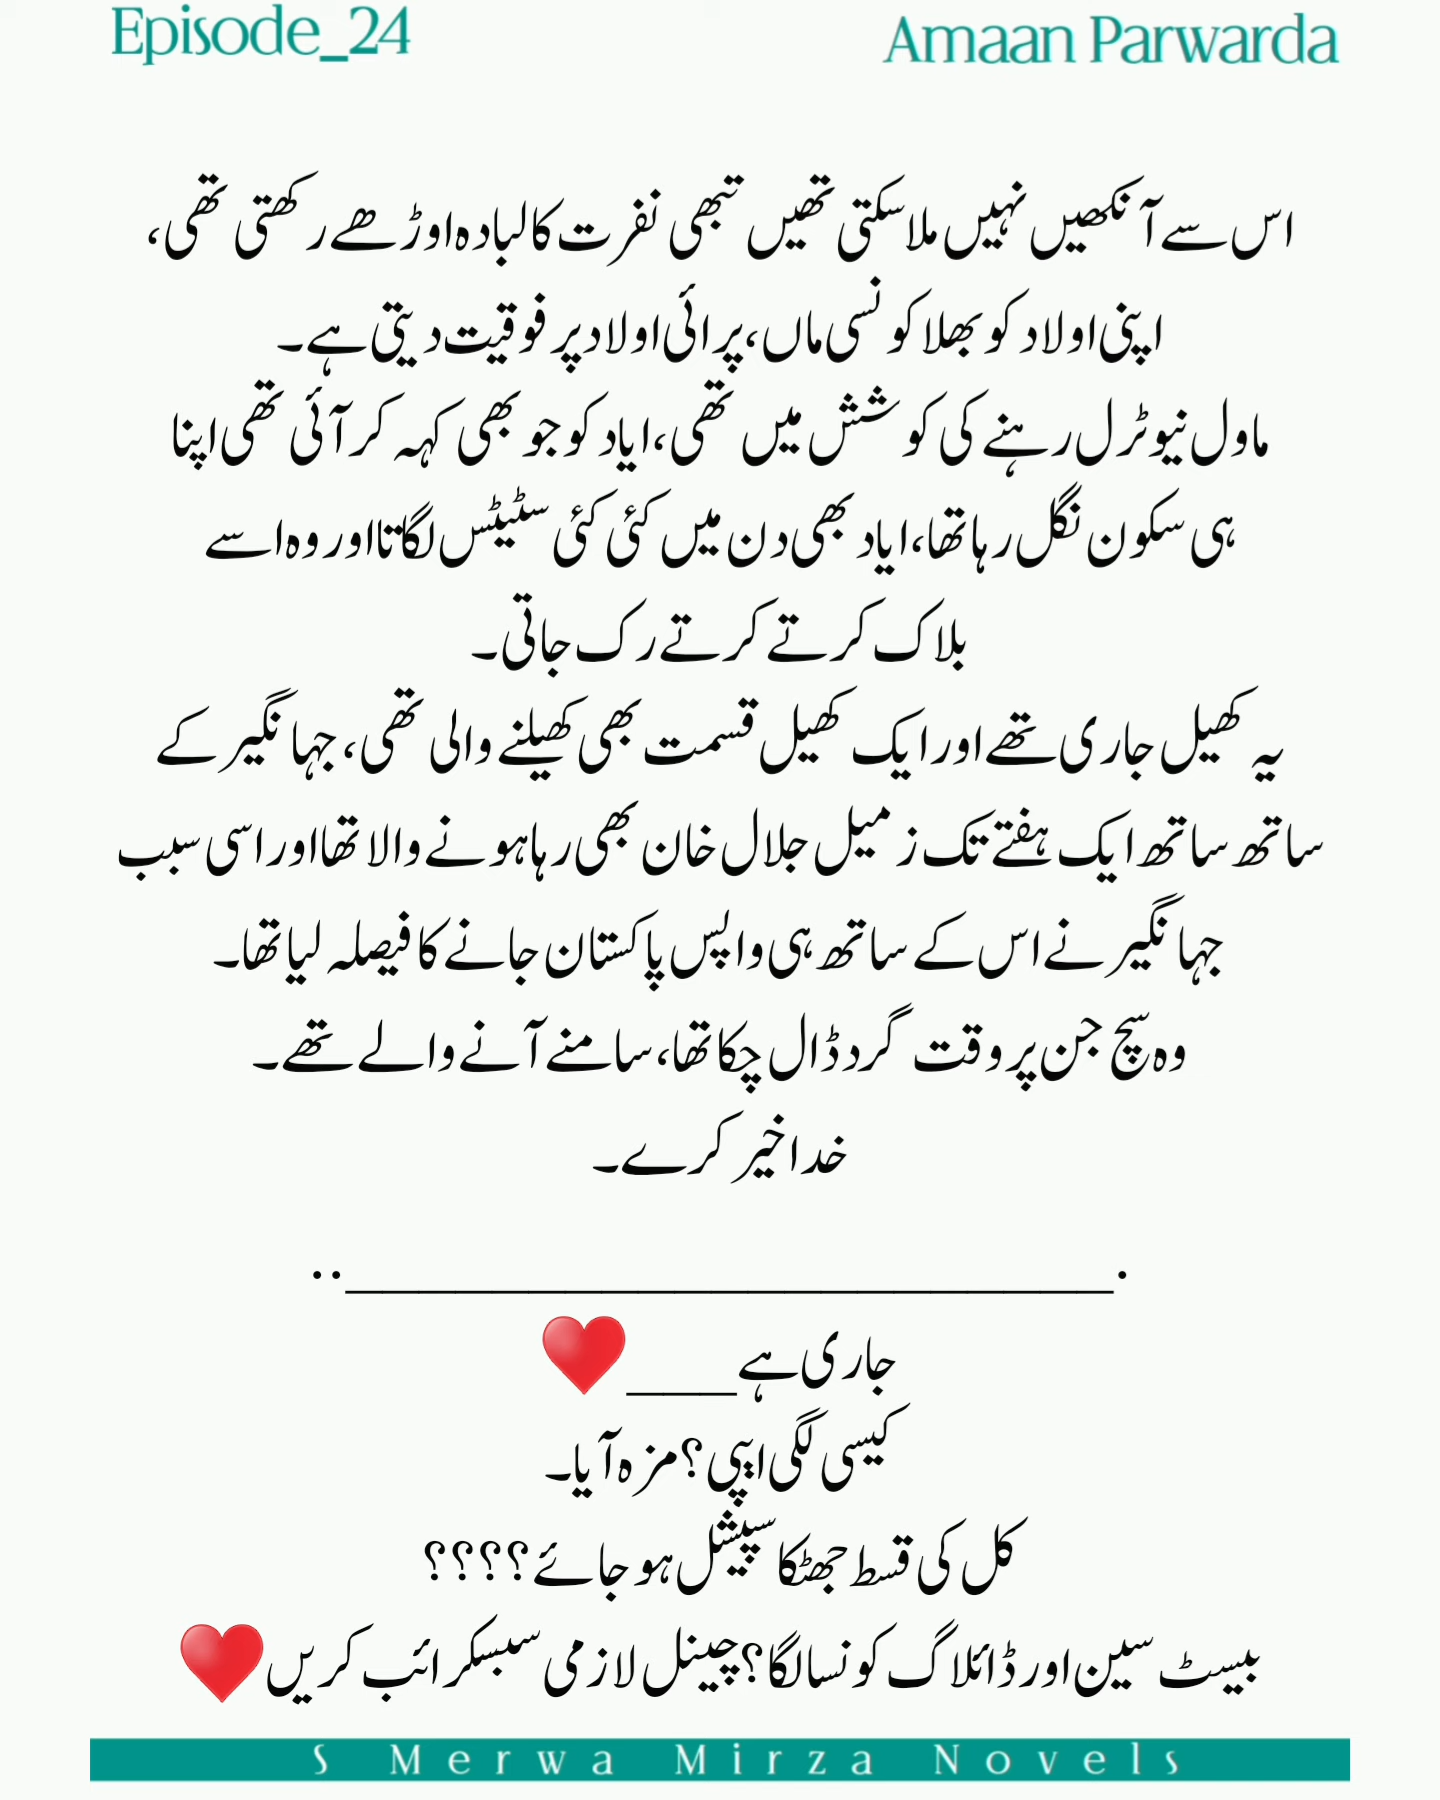 Episode_24
Amaan Parwarda
اس سے آنکھیں نہیں ملا سکتی تھیں تبھی نفرت کا لبادہ اوڑھے رکھتی تھی،
اپنی اولاد کو بھلا کونسی ماں، پرائی اولاد پر فوقیت دیتی ہے۔
ماول نیوٹرل رہنے کی کوشش میں تھی، ایاد کو جو بھی کہہ کر آئی تھی اپنا
ہی سکون نگل رہا تھا، ایاد بھی دن میں کئی کئی سٹیٹس لگاتا اور وہ اسے
بلاک کرتے کرتے رک جاتی۔
یہ کھیل جاری تھے اور ایک کھیل قسمت بھی کھیلنے والی تھی، جہانگیر کے
ساتھ ساتھ ایک ہفتے تک زمیل جلال خان بھی رہا ہونے والا تھا اور اسی سبب
جہانگیر نے اس کے ساتھ ہی واپس پاکستان جانے کا فیصلہ لیا تھا۔
وہ سچ جن پر وقت گرد ڈال چکا تھا، سامنے آنے والے تھے۔
خدا خیر کرے۔
.______________________..
جاری ہے___♥️
کیسی لگی ایپی؟ مزہ آیا۔
کل کی قسط جھٹکا سپیشل ہو جائے؟؟؟؟
بیسٹ سین اور ڈائلاگ کونسا لگا؟ چینل لازمی سبسکرائب کریں♥️
S Merwa Mirza Novels